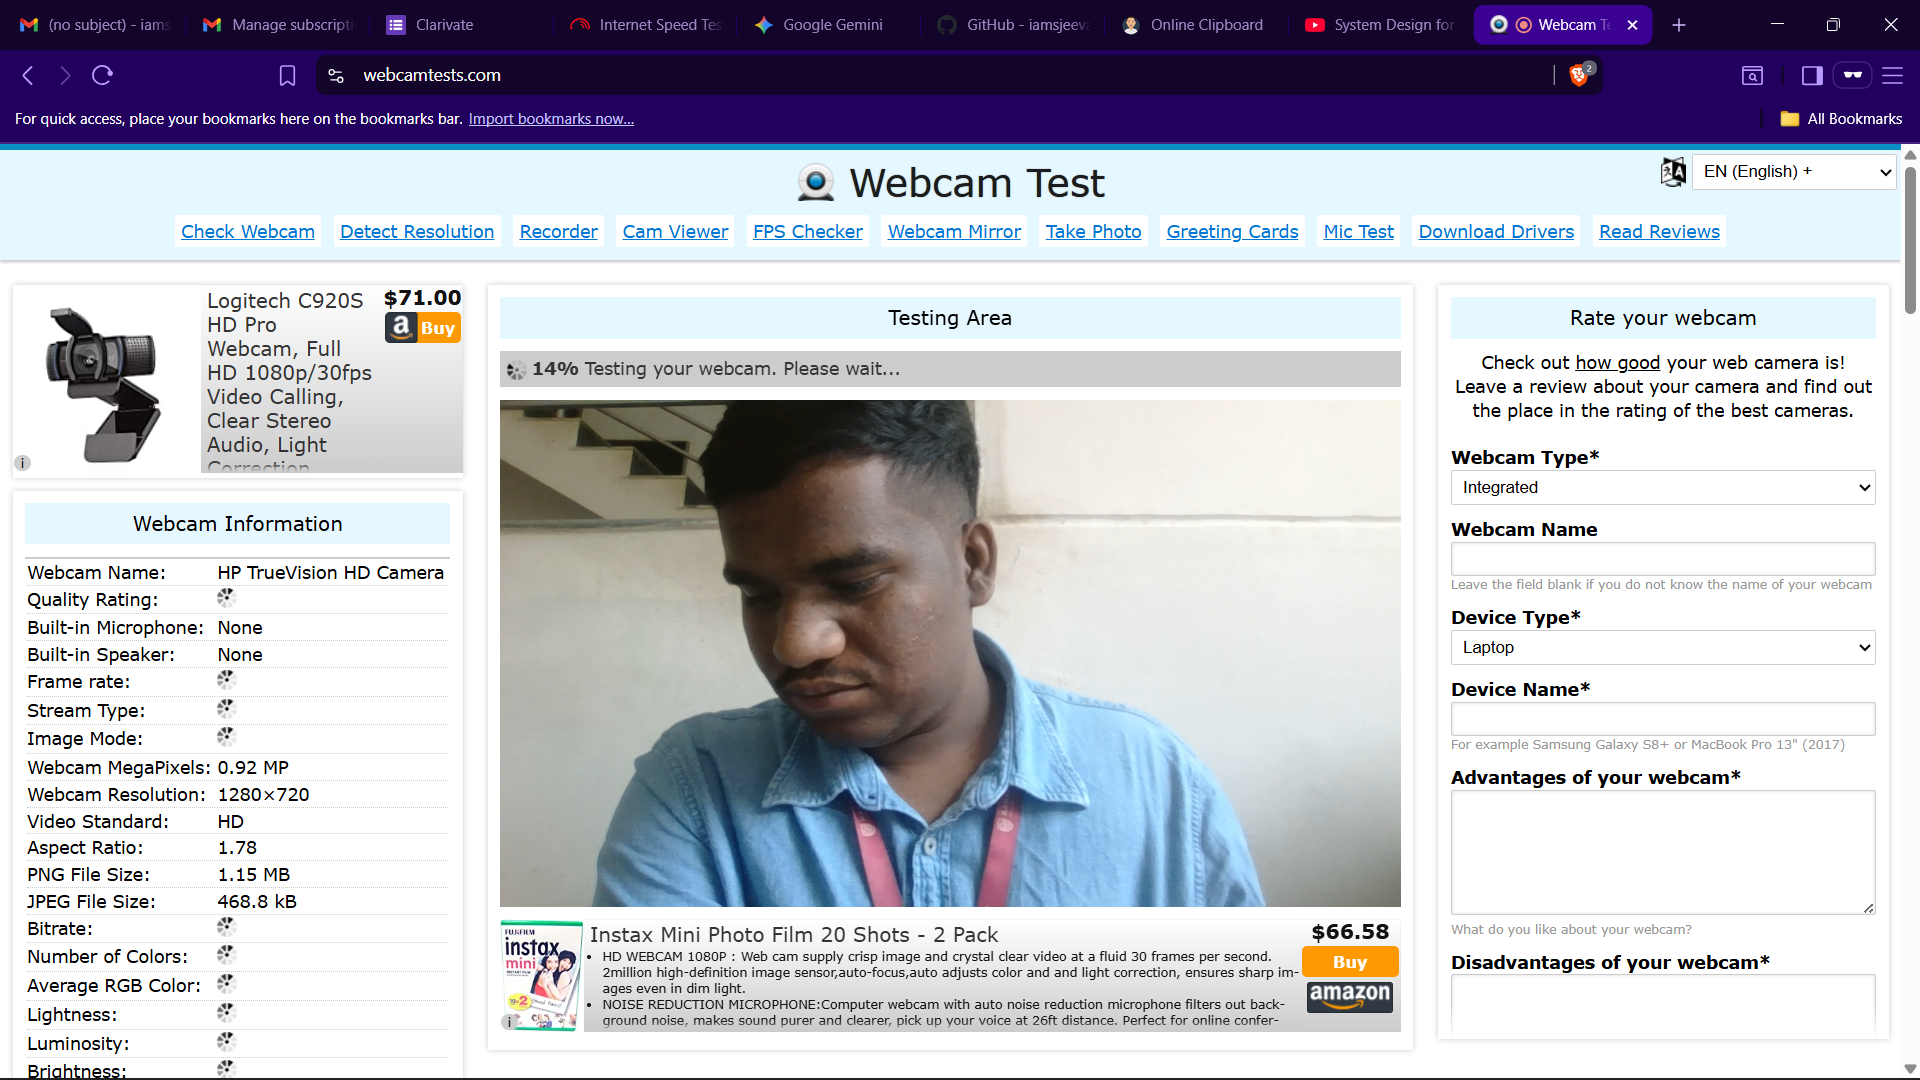 (no subject) - iams
Manage subscripti
Clarivate
Internet Speed Tes
Google Gemini
GitHub - iamsjeeva
Online Clipboard
System Design for
Webcam Te
webcamtests.com
2
For quick access, place your bookmarks here on the bookmarks bar. Import bookmarks now...
All Bookmarks
Webcam Test
EN (English) +
Check Webcam
Detect Resolution
Recorder
Cam Viewer
FPS Checker
Webcam Mirror
Take Photo
Greeting Cards
Mic Test
Download Drivers
Read Reviews
Logitech C920S
HD Pro
Webcam, Full
HD 1080p/30fps
Video Calling,
Clear Stereo
Audio, Light
Correction
$71.00
a Buy
i
Webcam Information
Webcam Name: HP TrueVision HD Camera
Quality Rating:
Built-in Microphone: None
Built-in Speaker: None
Frame rate:
Stream Type:
Image Mode:
Webcam MegaPixels: 0.92 MP
Webcam Resolution: 1280×720
Video Standard: HD
Aspect Ratio: 1.78
PNG File Size: 1.15 MB
JPEG File Size: 468.8 kB
Bitrate:
Number of Colors:
Average RGB Color:
Lightness:
Luminosity:
Brightness:
Testing Area
14% Testing your webcam. Please wait...
FUJIFILM
instax
mini
i
Instax Mini Photo Film 20 Shots - 2 Pack
• HD WEBCAM 1080P : Web cam supply crisp image and crystal clear video at a fluid 30 frames per second.
2million high-definition image sensor,auto-focus,auto adjusts color and and light correction, ensures sharp im-
ages even in dim light.
• NOISE REDUCTION MICROPHONE:Computer webcam with auto noise reduction microphone filters out back-
ground noise, makes sound purer and clearer, pick up your voice at 26ft distance. Perfect for online confer-
$66.58
Buy
amazon
Rate your webcam
Check out how good your web camera is!
Leave a review about your camera and find out
the place in the rating of the best cameras.
Webcam Type*
Integrated
Webcam Name
Leave the field blank if you do not know the name of your webcam
Device Type*
Laptop
Device Name*
For example Samsung Galaxy S8+ or MacBook Pro 13" (2017)
Advantages of your webcam*
What do you like about your webcam?
Disadvantages of your webcam*